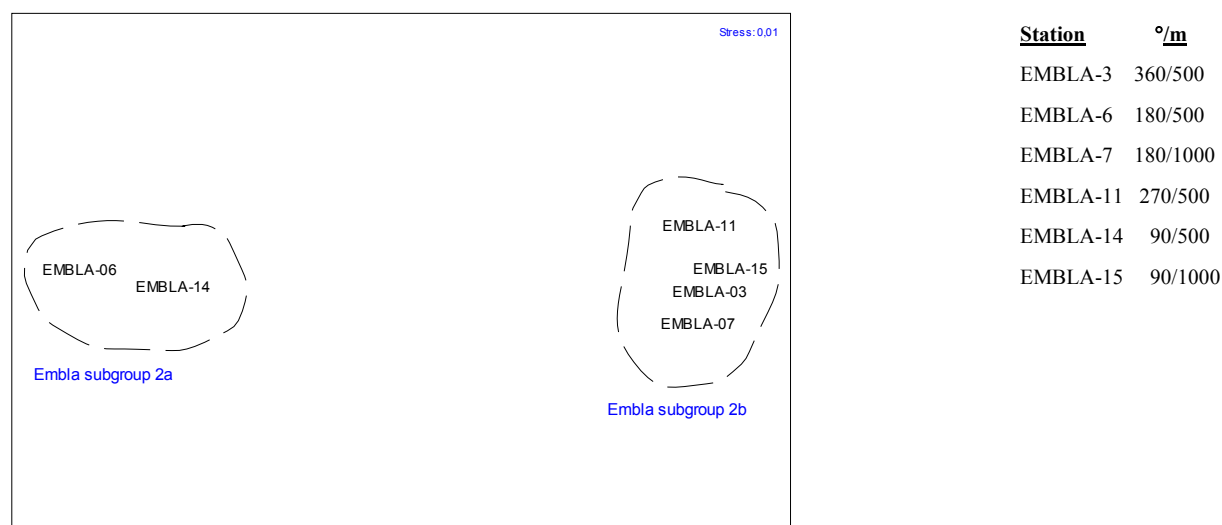 Stress: 0,01
EMBLA-11
EMBLA-06
EMBLA-15
EMBLA-14
EMBLA-03
EMBLA-07
Embla subgroup 2a
Embla subgroup 2b
Station °/m
EMBLA-3 360/500
EMBLA-6 180/500
EMBLA-7 180/1000
EMBLA-11 270/500
EMBLA-14 90/500
EMBLA-15 90/1000